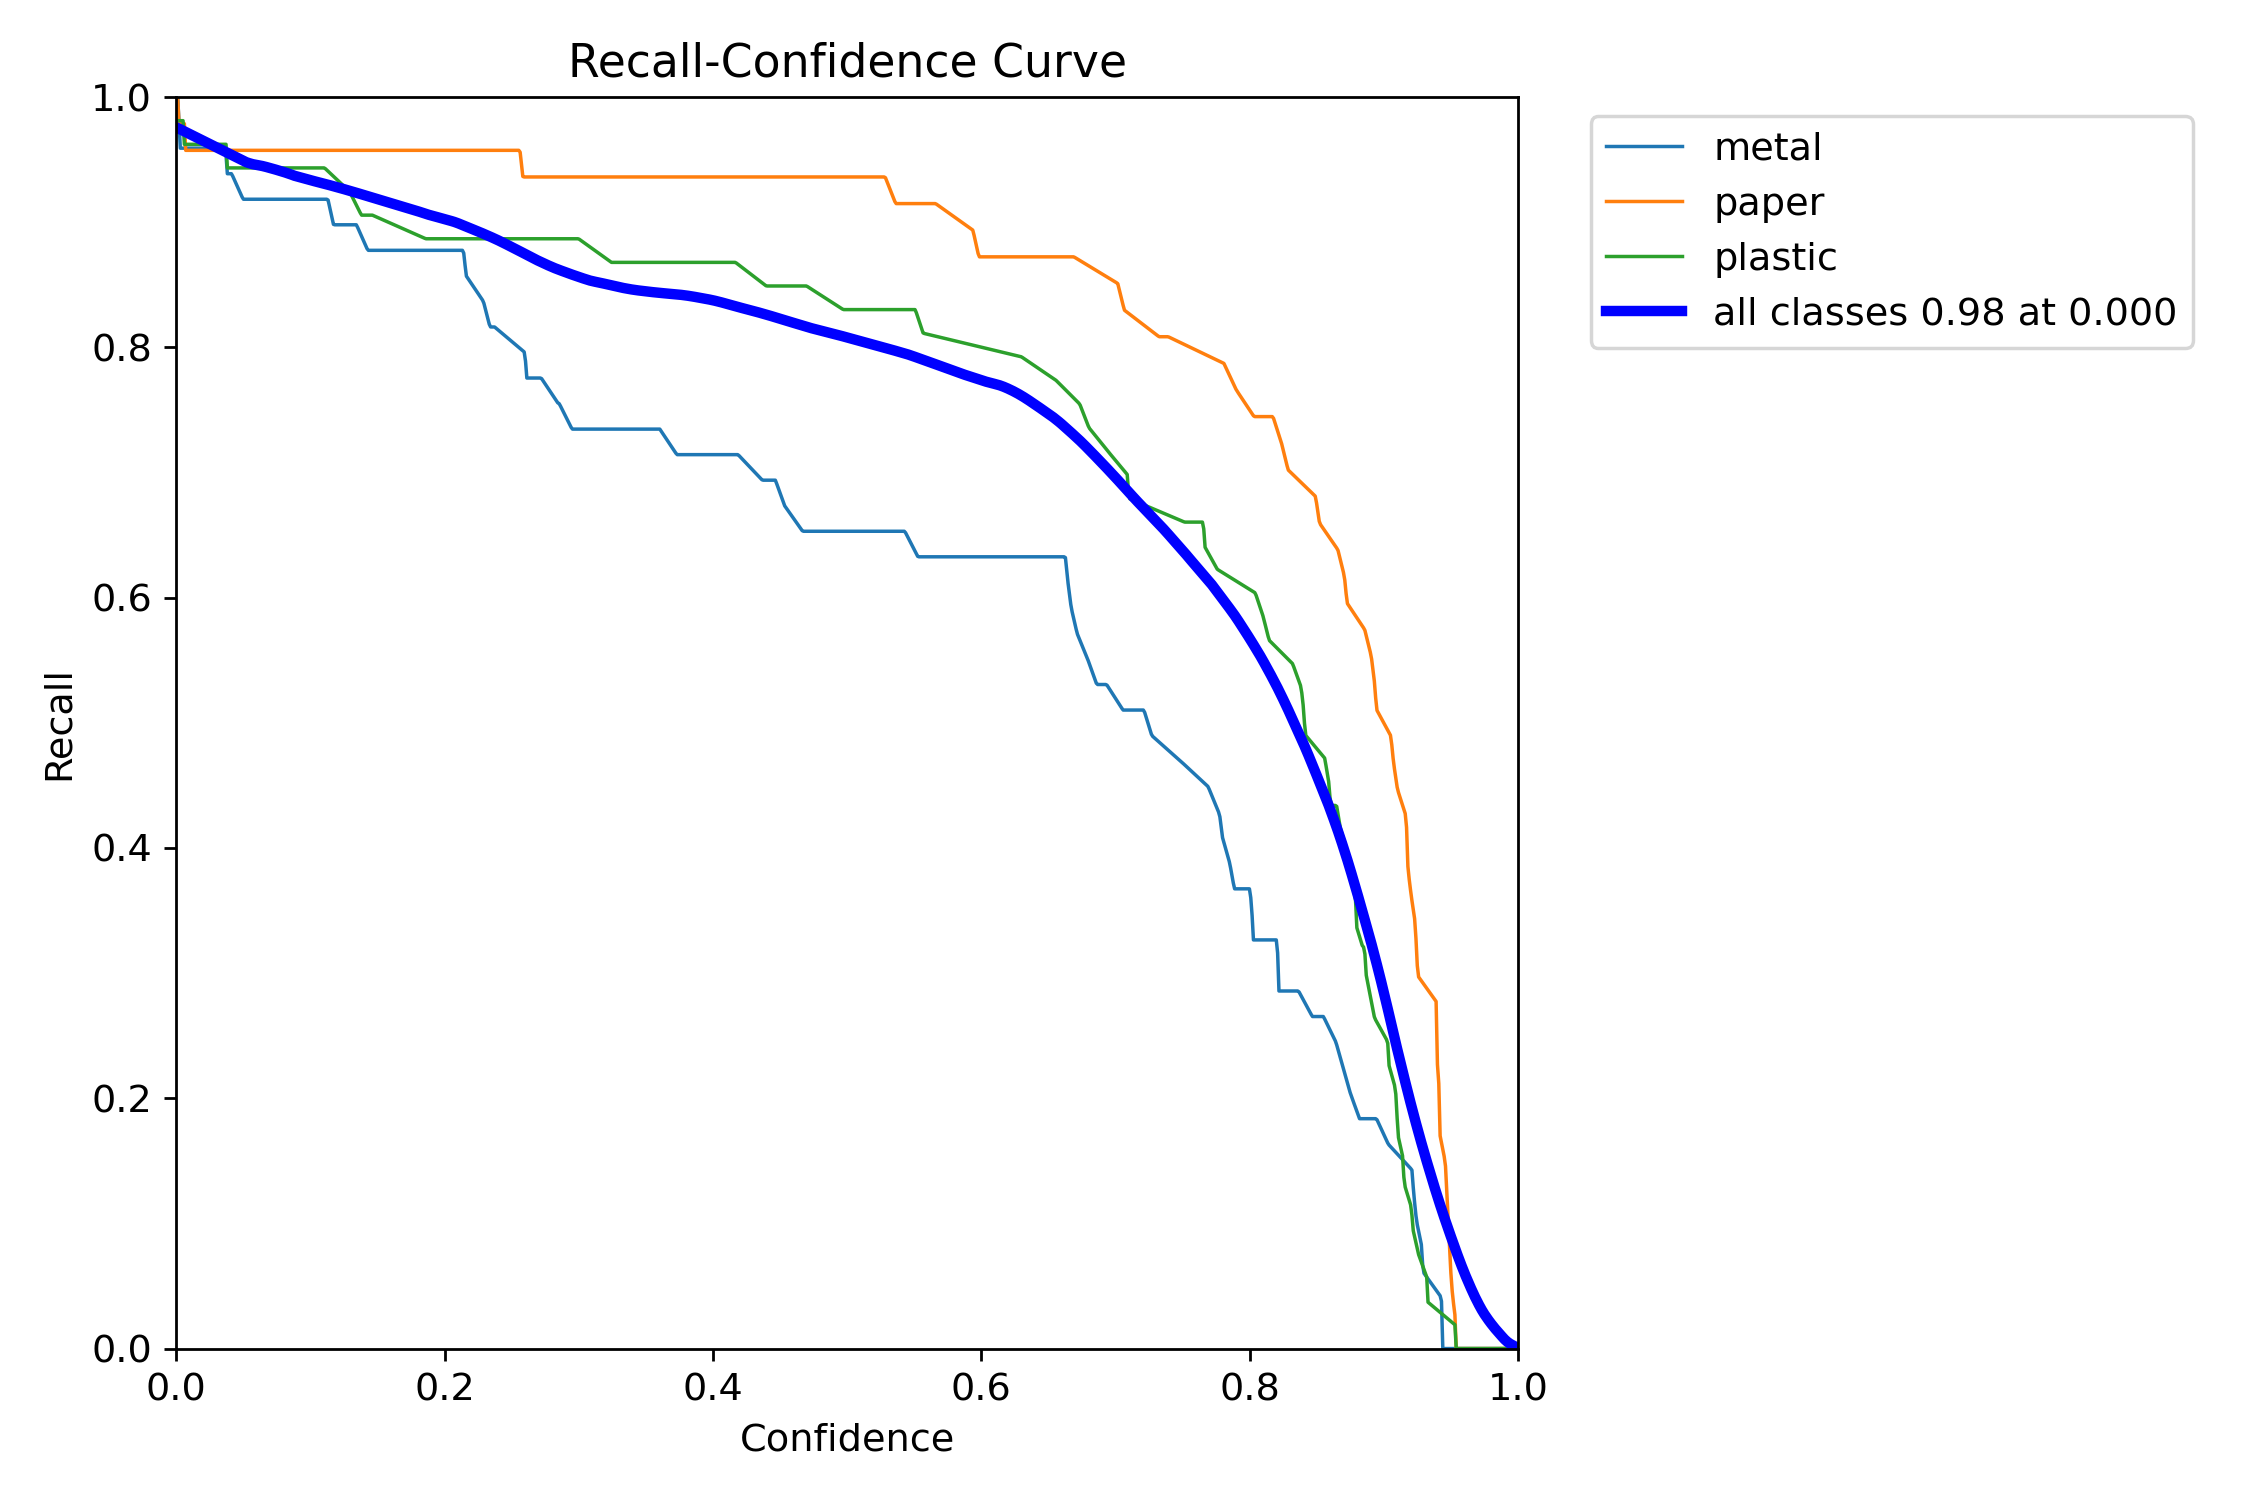 Recall-Confidence Curve
1.0
0.8
0.6
0.4
0.2
0.0
Recall
0.0 0.2 0.4 0.6 0.8 1.0
Confidence
metal
paper
plastic
all classes 0.98 at 0.000